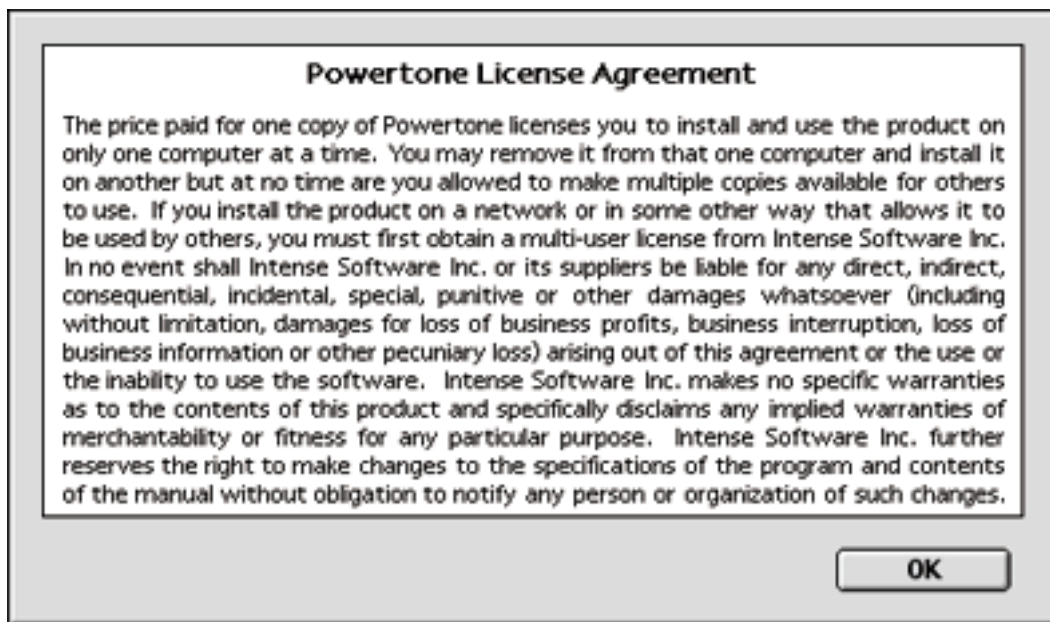 Powertone License Agreement
The price paid for one copy of Powertone licenses you to install and use the product on
only one computer at a time. You may remove it from that one computer and install it
on another but at no time are you allowed to make multiple copies available for others
to use. If you install the product on a network or in some other way that allows it to
be used by others, you must first obtain a multi-user license from Intense Software Inc.
In no event shall Intense Software Inc. or its suppliers be liable for any direct, indirect,
consequential, incidental, special, punitive or other damages whatsoever (including
without limitation, damages for loss of business profits, business interruption, loss of
business information or other pecuniary loss) arising out of this agreement or the use or
the inability to use the software. Intense Software Inc. makes no specific warranties
as to the contents of this product and specifically disclaims any implied warranties of
merchantability or fitness for any particular purpose. Intense Software Inc. further
reserves the right to make changes to the specifications of the program and contents
of the manual without obligation to notify any person or organization of such changes.
OK